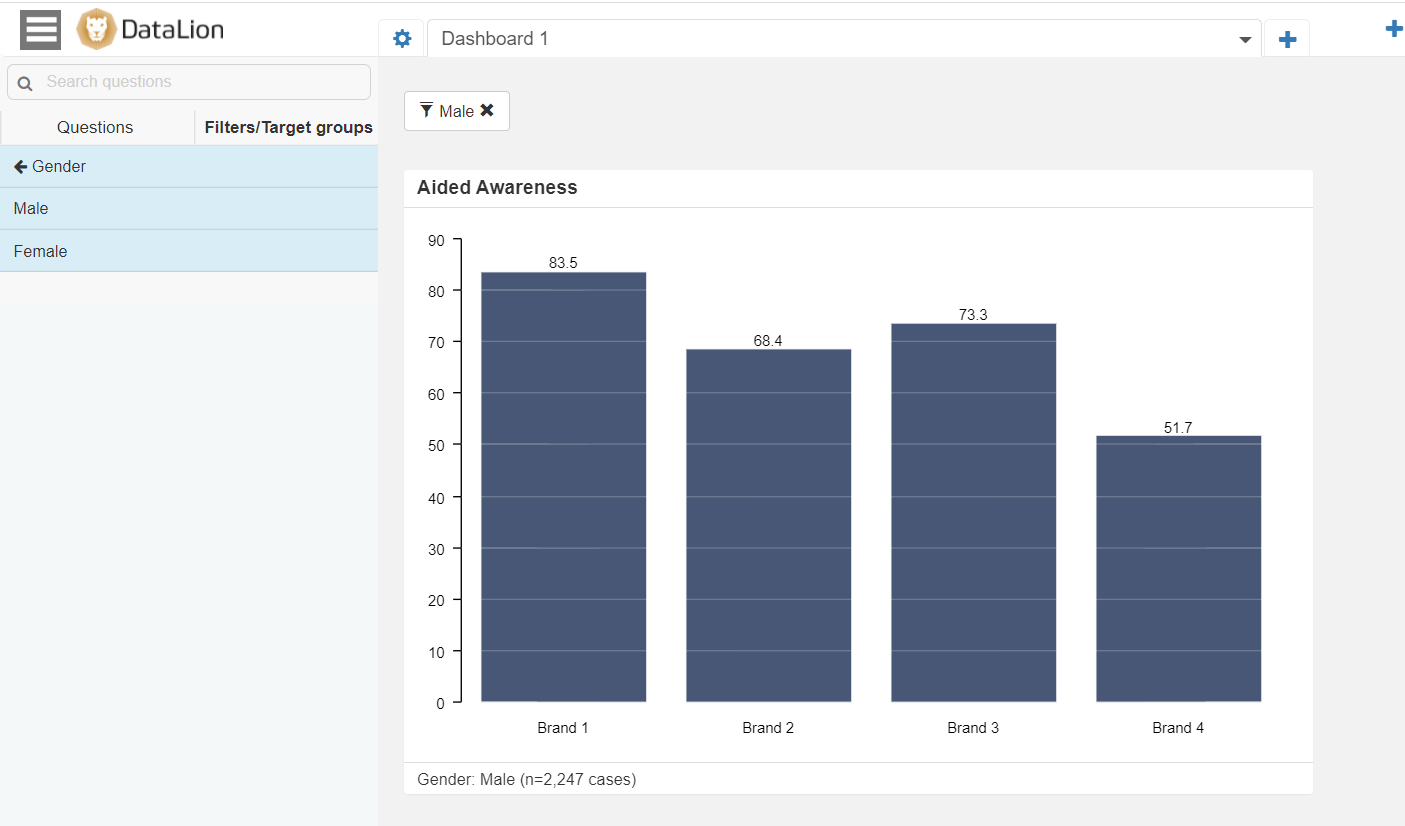 DataLion
Dashboard 1
Search questions
Questions
Filters/Target groups
Gender
Male
Female
Male
Aided Awareness
90
80
70
60
50
40
30
20
10
0
83.5
68.4
73.3
51.7
Brand 1
Brand 2
Brand 3
Brand 4
Gender: Male (n=2,247 cases)